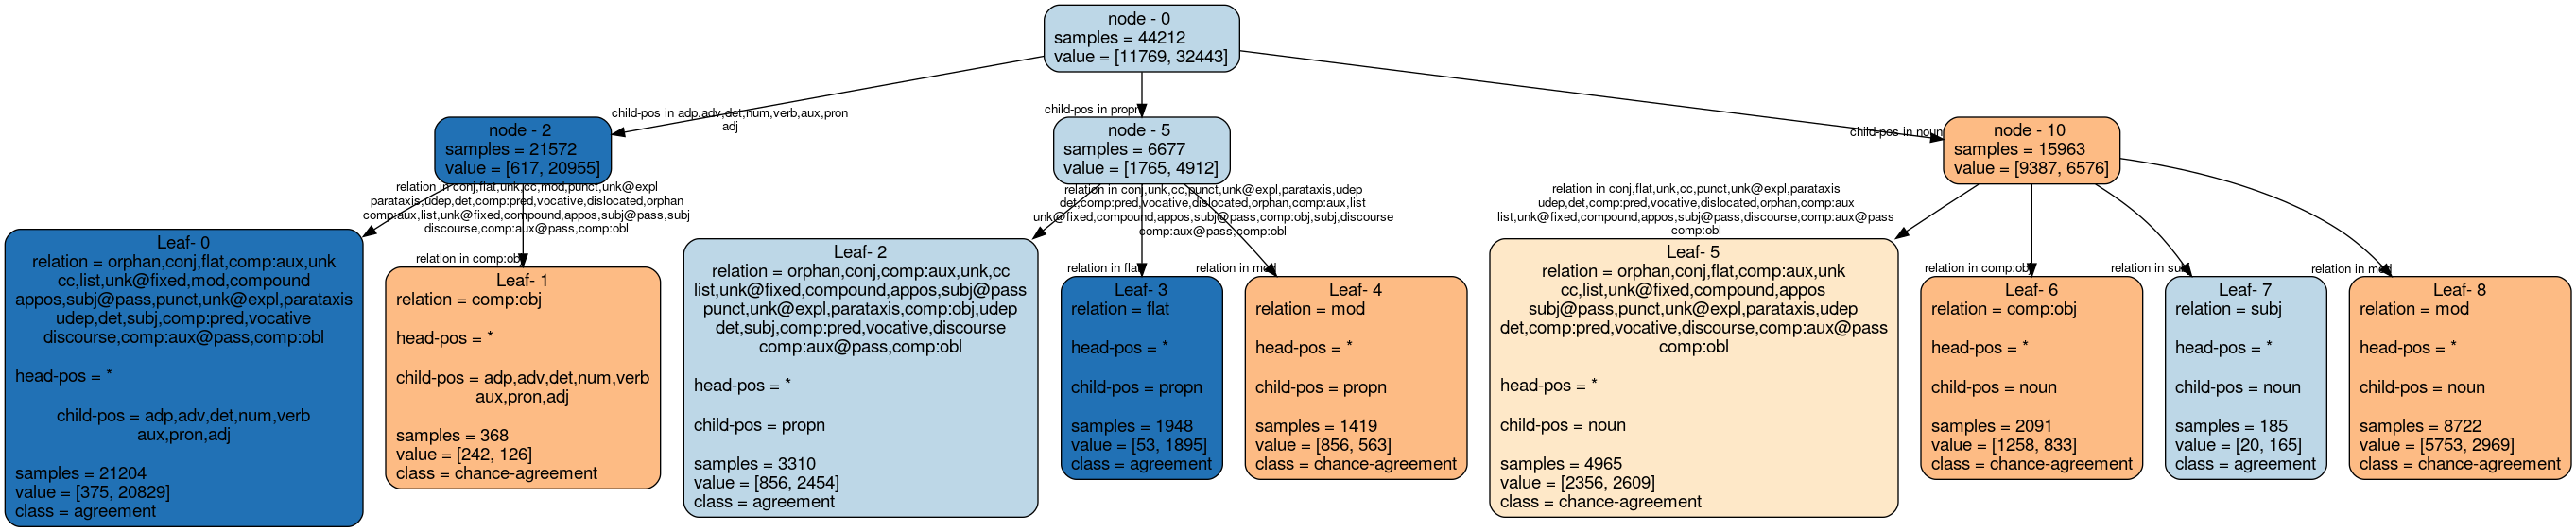 node - 0
samples = 44212
value = [11769, 32443]
child-pos in adp,adv,det,num,verb,aux,pron
adj
child-pos in propn
child-pos in noun
node - 2
samples = 21572
value = [617, 20955]
node - 5
samples = 6677
value = [1765, 4912]
node - 10
samples = 15963
value = [9387, 6576]
relation in conj,flat,unk,cc,mod,punct,unk@expl
parataxis,udep,det,comp:pred,vocative,dislocated,orphan
comp:aux,list,unk@fixed,compound,appos,subj@pass,subj
discourse,comp:aux@pass,comp:obl
relation in comp:obj
relation in conj,unk,cc,punct,unk@expl,parataxis,udep
det,comp:pred,vocative,dislocated,orphan,comp:aux,list
unk@fixed,compound,appos,subj@pass,comp:obj,subj,discourse
comp:aux@pass,comp:obl
relation in flat
relation in mod
relation in conj,flat,unk,cc,punct,unk@expl,parataxis
udep,det,comp:pred,vocative,dislocated,orphan,comp:aux
list,unk@fixed,compound,appos,subj@pass,discourse,comp:aux@pass
comp:obl
relation in comp:obj
relation in subj
relation in mod
Leaf- 0
relation = orphan,conj,flat,comp:aux,unk
cc,list,unk@fixed,mod,compound
appos,subj@pass,punct,unk@expl,parataxis
udep,det,subj,comp:pred,vocative
discourse,comp:aux@pass,comp:obl
head-pos = *
child-pos = adp,adv,det,num,verb
aux,pron,adj
samples = 21204
value = [375, 20829]
class = agreement
Leaf- 1
relation = comp:obj
head-pos = *
child-pos = adp,adv,det,num,verb
aux,pron,adj
samples = 368
value = [242, 126]
class = chance-agreement
Leaf- 2
relation = orphan,conj,comp:aux,unk,cc
list,unk@fixed,compound,appos,subj@pass
punct,unk@expl,parataxis,comp:obj,udep
det,subj,comp:pred,vocative,discourse
comp:aux@pass,comp:obl
head-pos = *
child-pos = propn
samples = 3310
value = [856, 2454]
class = agreement
Leaf- 3
relation = flat
head-pos = *
child-pos = propn
samples = 1948
value = [53, 1895]
class = agreement
Leaf- 4
relation = mod
head-pos = *
child-pos = propn
samples = 1419
value = [856, 563]
class = chance-agreement
Leaf- 5
relation = orphan,conj,flat,comp:aux,unk
cc,list,unk@fixed,compound,appos
subj@pass,punct,unk@expl,parataxis,udep
det,comp:pred,vocative,discourse,comp:aux@pass
comp:obl
head-pos = *
child-pos = noun
samples = 4965
value = [2356, 2609]
class = chance-agreement
Leaf- 6
relation = comp:obj
head-pos = *
child-pos = noun
samples = 2091
value = [1258, 833]
class = chance-agreement
Leaf- 7
relation = subj
head-pos = *
child-pos = noun
samples = 185
value = [20, 165]
class = agreement
Leaf- 8
relation = mod
head-pos = *
child-pos = noun
samples = 8722
value = [5753, 2969]
class = chance-agreement